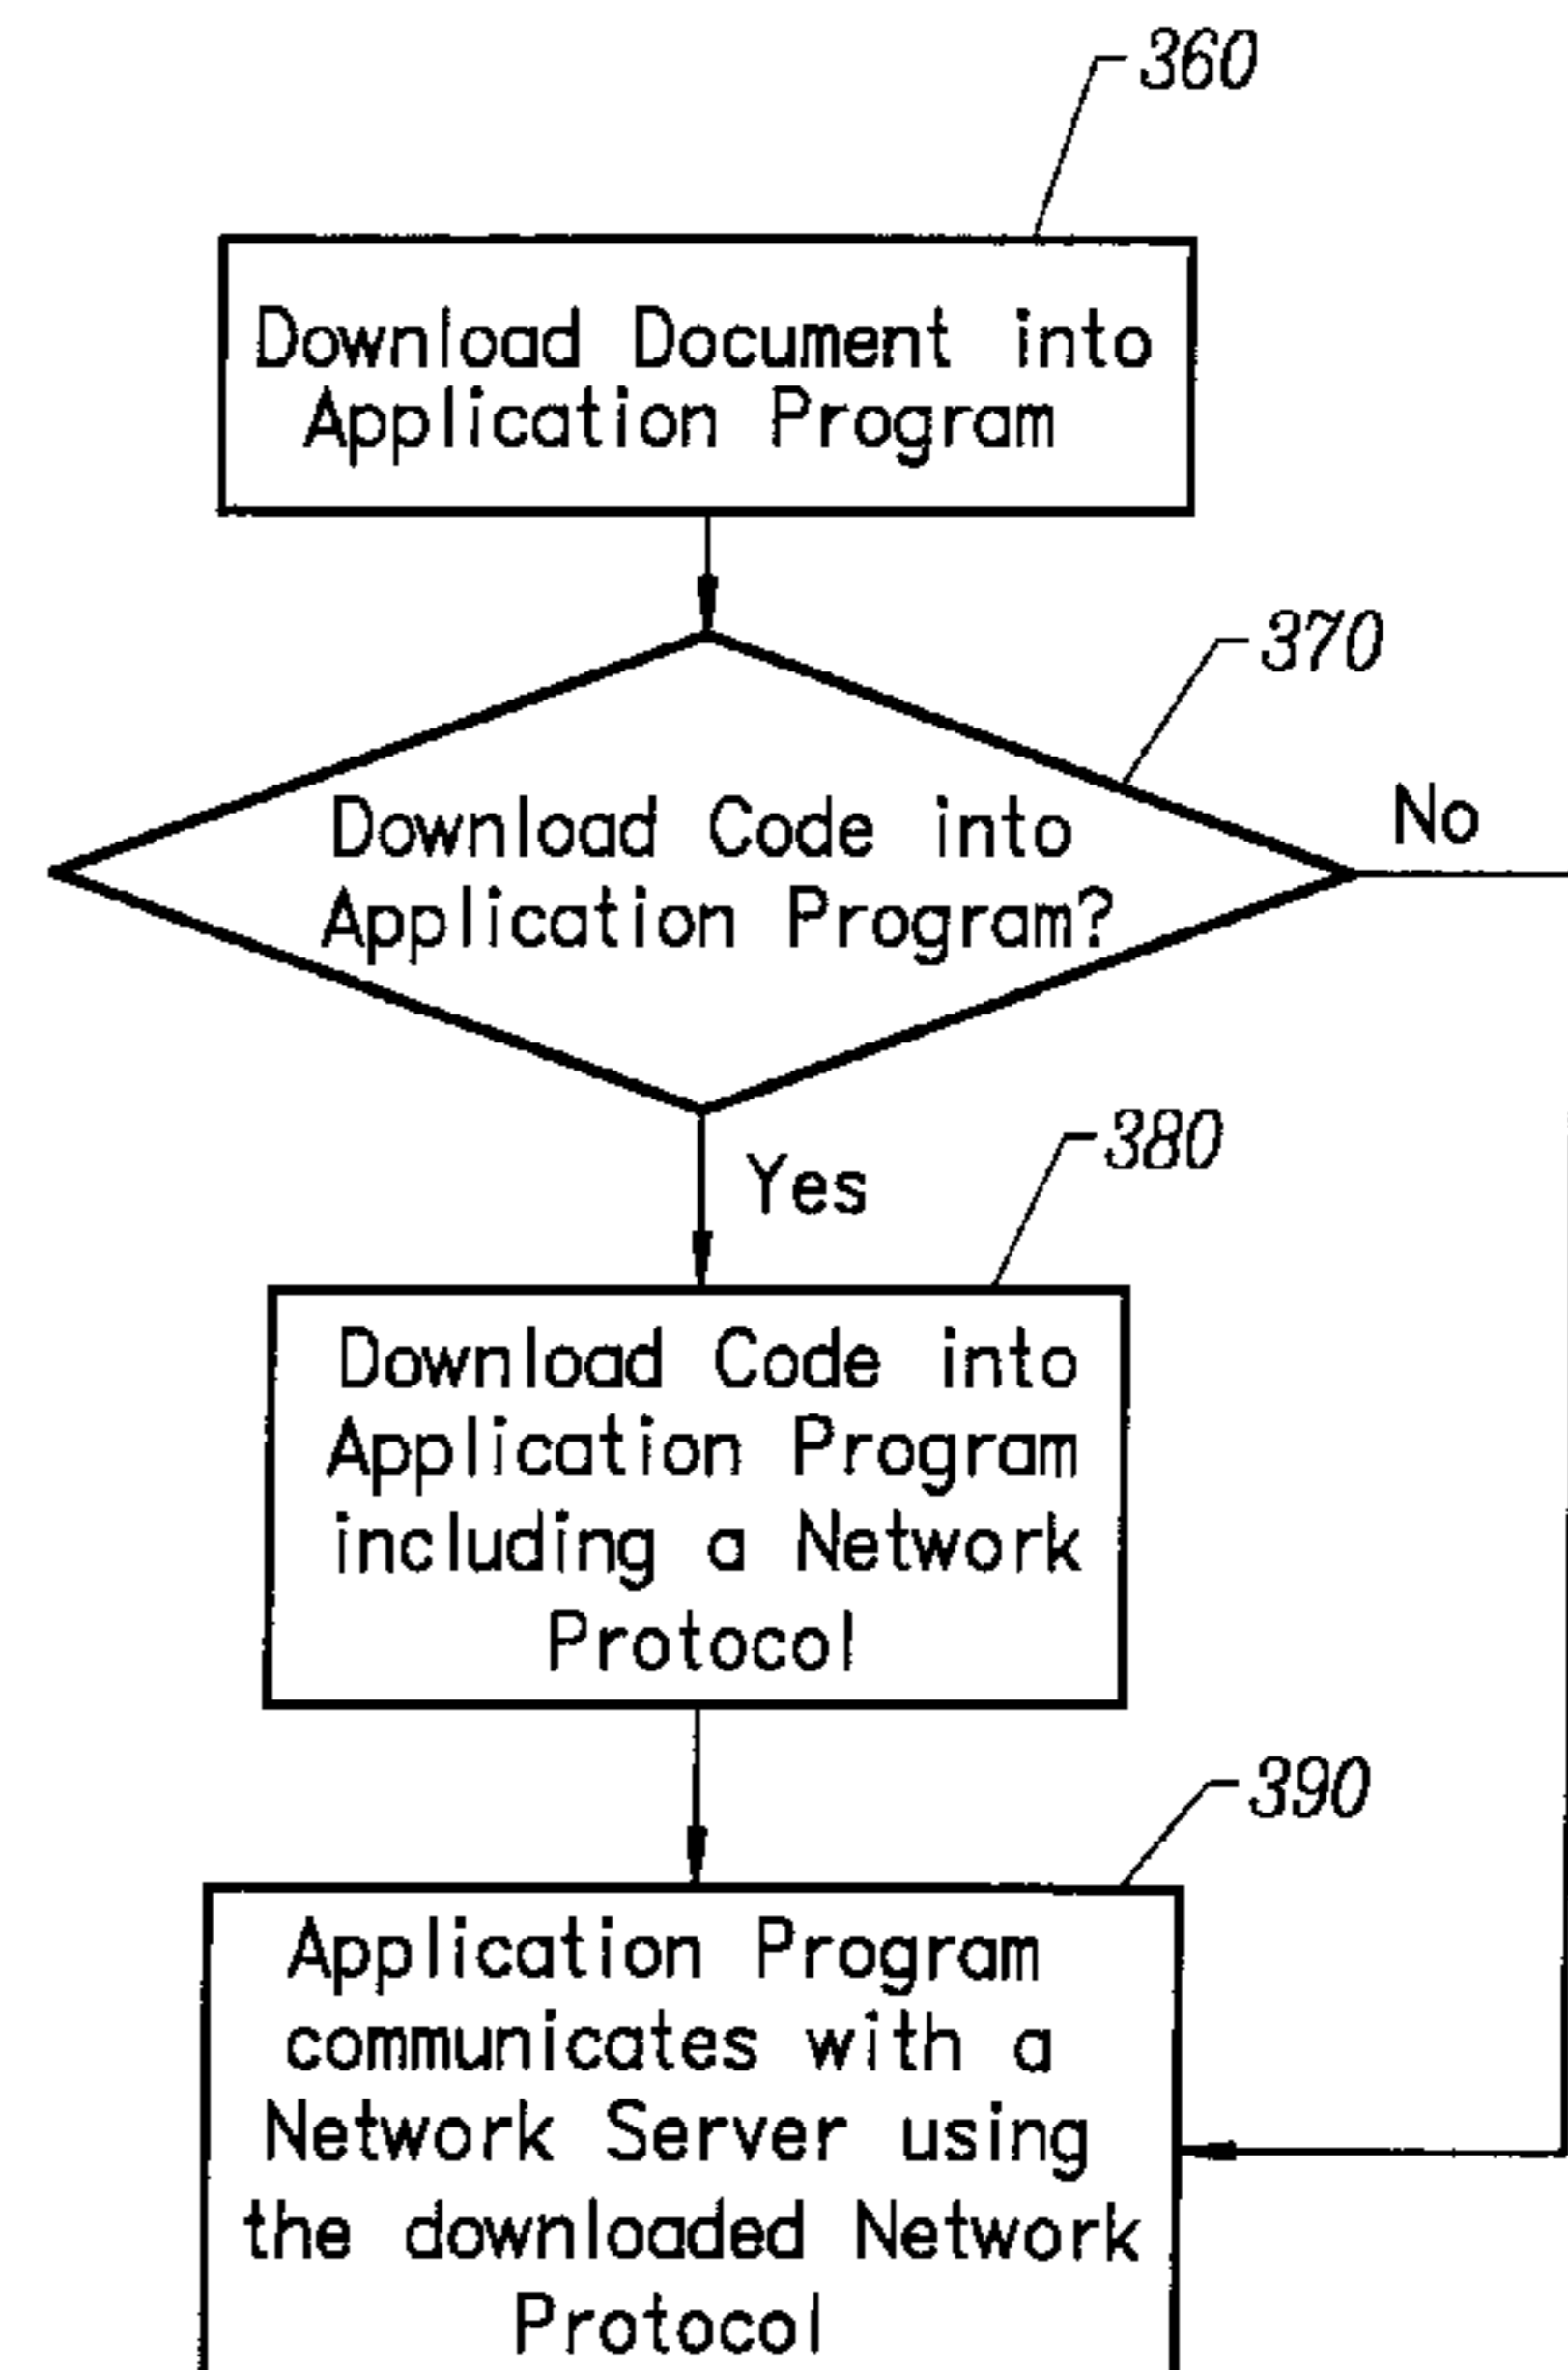 360
Download Document into
Application Program
370
Download Code into
Application Program?
No
Yes
380
Download Code into
Application Program
including a Network
Protocol
390
Application Program
communicates with a
Network Server using
the downloaded Network
Protocol